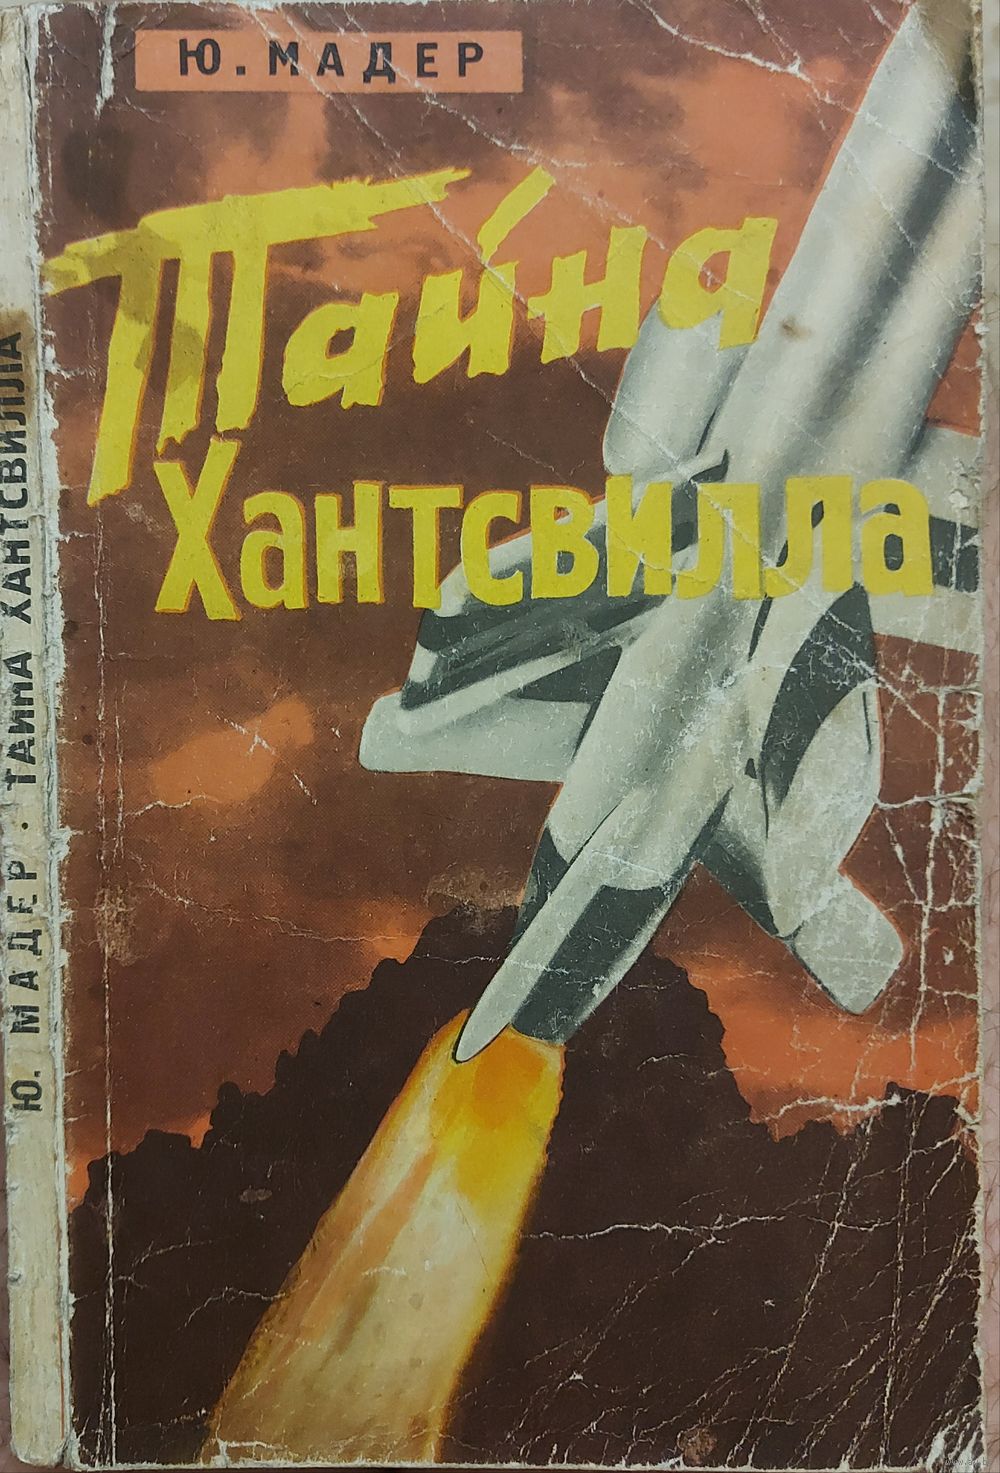 Ю. МАДЕР
Тайна
Хантсвилла
Ю. МАДЕР · ТАЙНА ХАНТСВИЛЛА